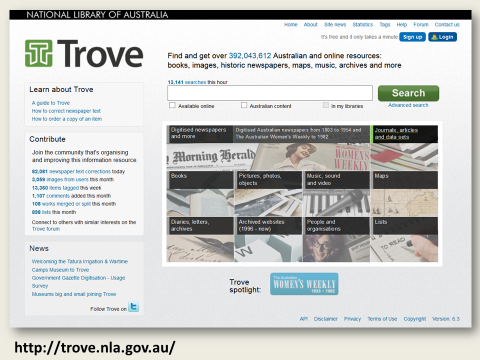 NATIONAL LIBRARY OF AUSTRALIA
Home About Site news Statistics Tags Help Forum Contact us
It's free and it only takes a minute Sign up Login
Trove
Find and get over 392,043,612 Australian and online resources:
books, images, historic newspapers, maps, music, archives and more
13,141 searches this hour
Search
Available online Australian content in my libraries Advanced search
Learn about Trove
A guide to Trove
How to correct newspaper text
How to order a copy of an item
Contribute
Join the community that's organising
and improving this information resource.
82,081 newspaper text corrections today
3,059 images from users this month
13,350 items tagged this week
1,107 comments added this month
108 works merged or split this month
898 lists this month
Connect to others with similar interests on the
Trove forum
News
Welcoming the Tatura Irrigation & Wartime
Camps Museum to Trove
Government Gazette Digitisation - Usage
Survey
Museums big and small joining Trove
Follow Trove on
Digitised newspapers
and more
Digitised Australian newspapers from 1803 to 1954 and
The Australian Women's Weekly to 1982
Journals, articles
and data sets
Morning Herald
WOMEN'S
WEEKLY
Books
Pictures, photos,
objects
Music, sound
and video
Maps
Diaries, letters,
archives
Archived websites
(1996 - now)
People and
organisations
Lists
TO READ
Trove
spotlight:
The Australian
WOMEN'S WEEKLY
1933 - 1982
API Disclaimer Privacy Terms of Use Copyright Version: 6.3
http://trove.nla.gov.au/